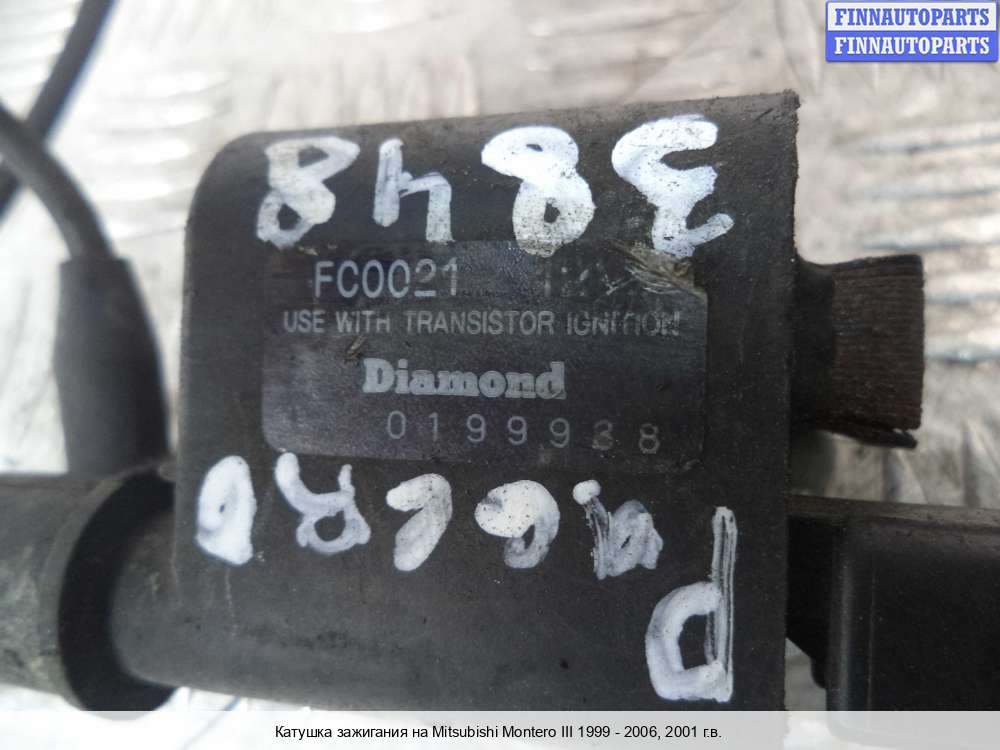 FINNAUTOPARTS
FINNAUTOPARTS
3848
FC0021
USE WITH TRANSISTOR IGNITION
Diamond
0199938
Катушка зажигания на Mitsubishi Montero III 1999 - 2006, 2001 г.в.